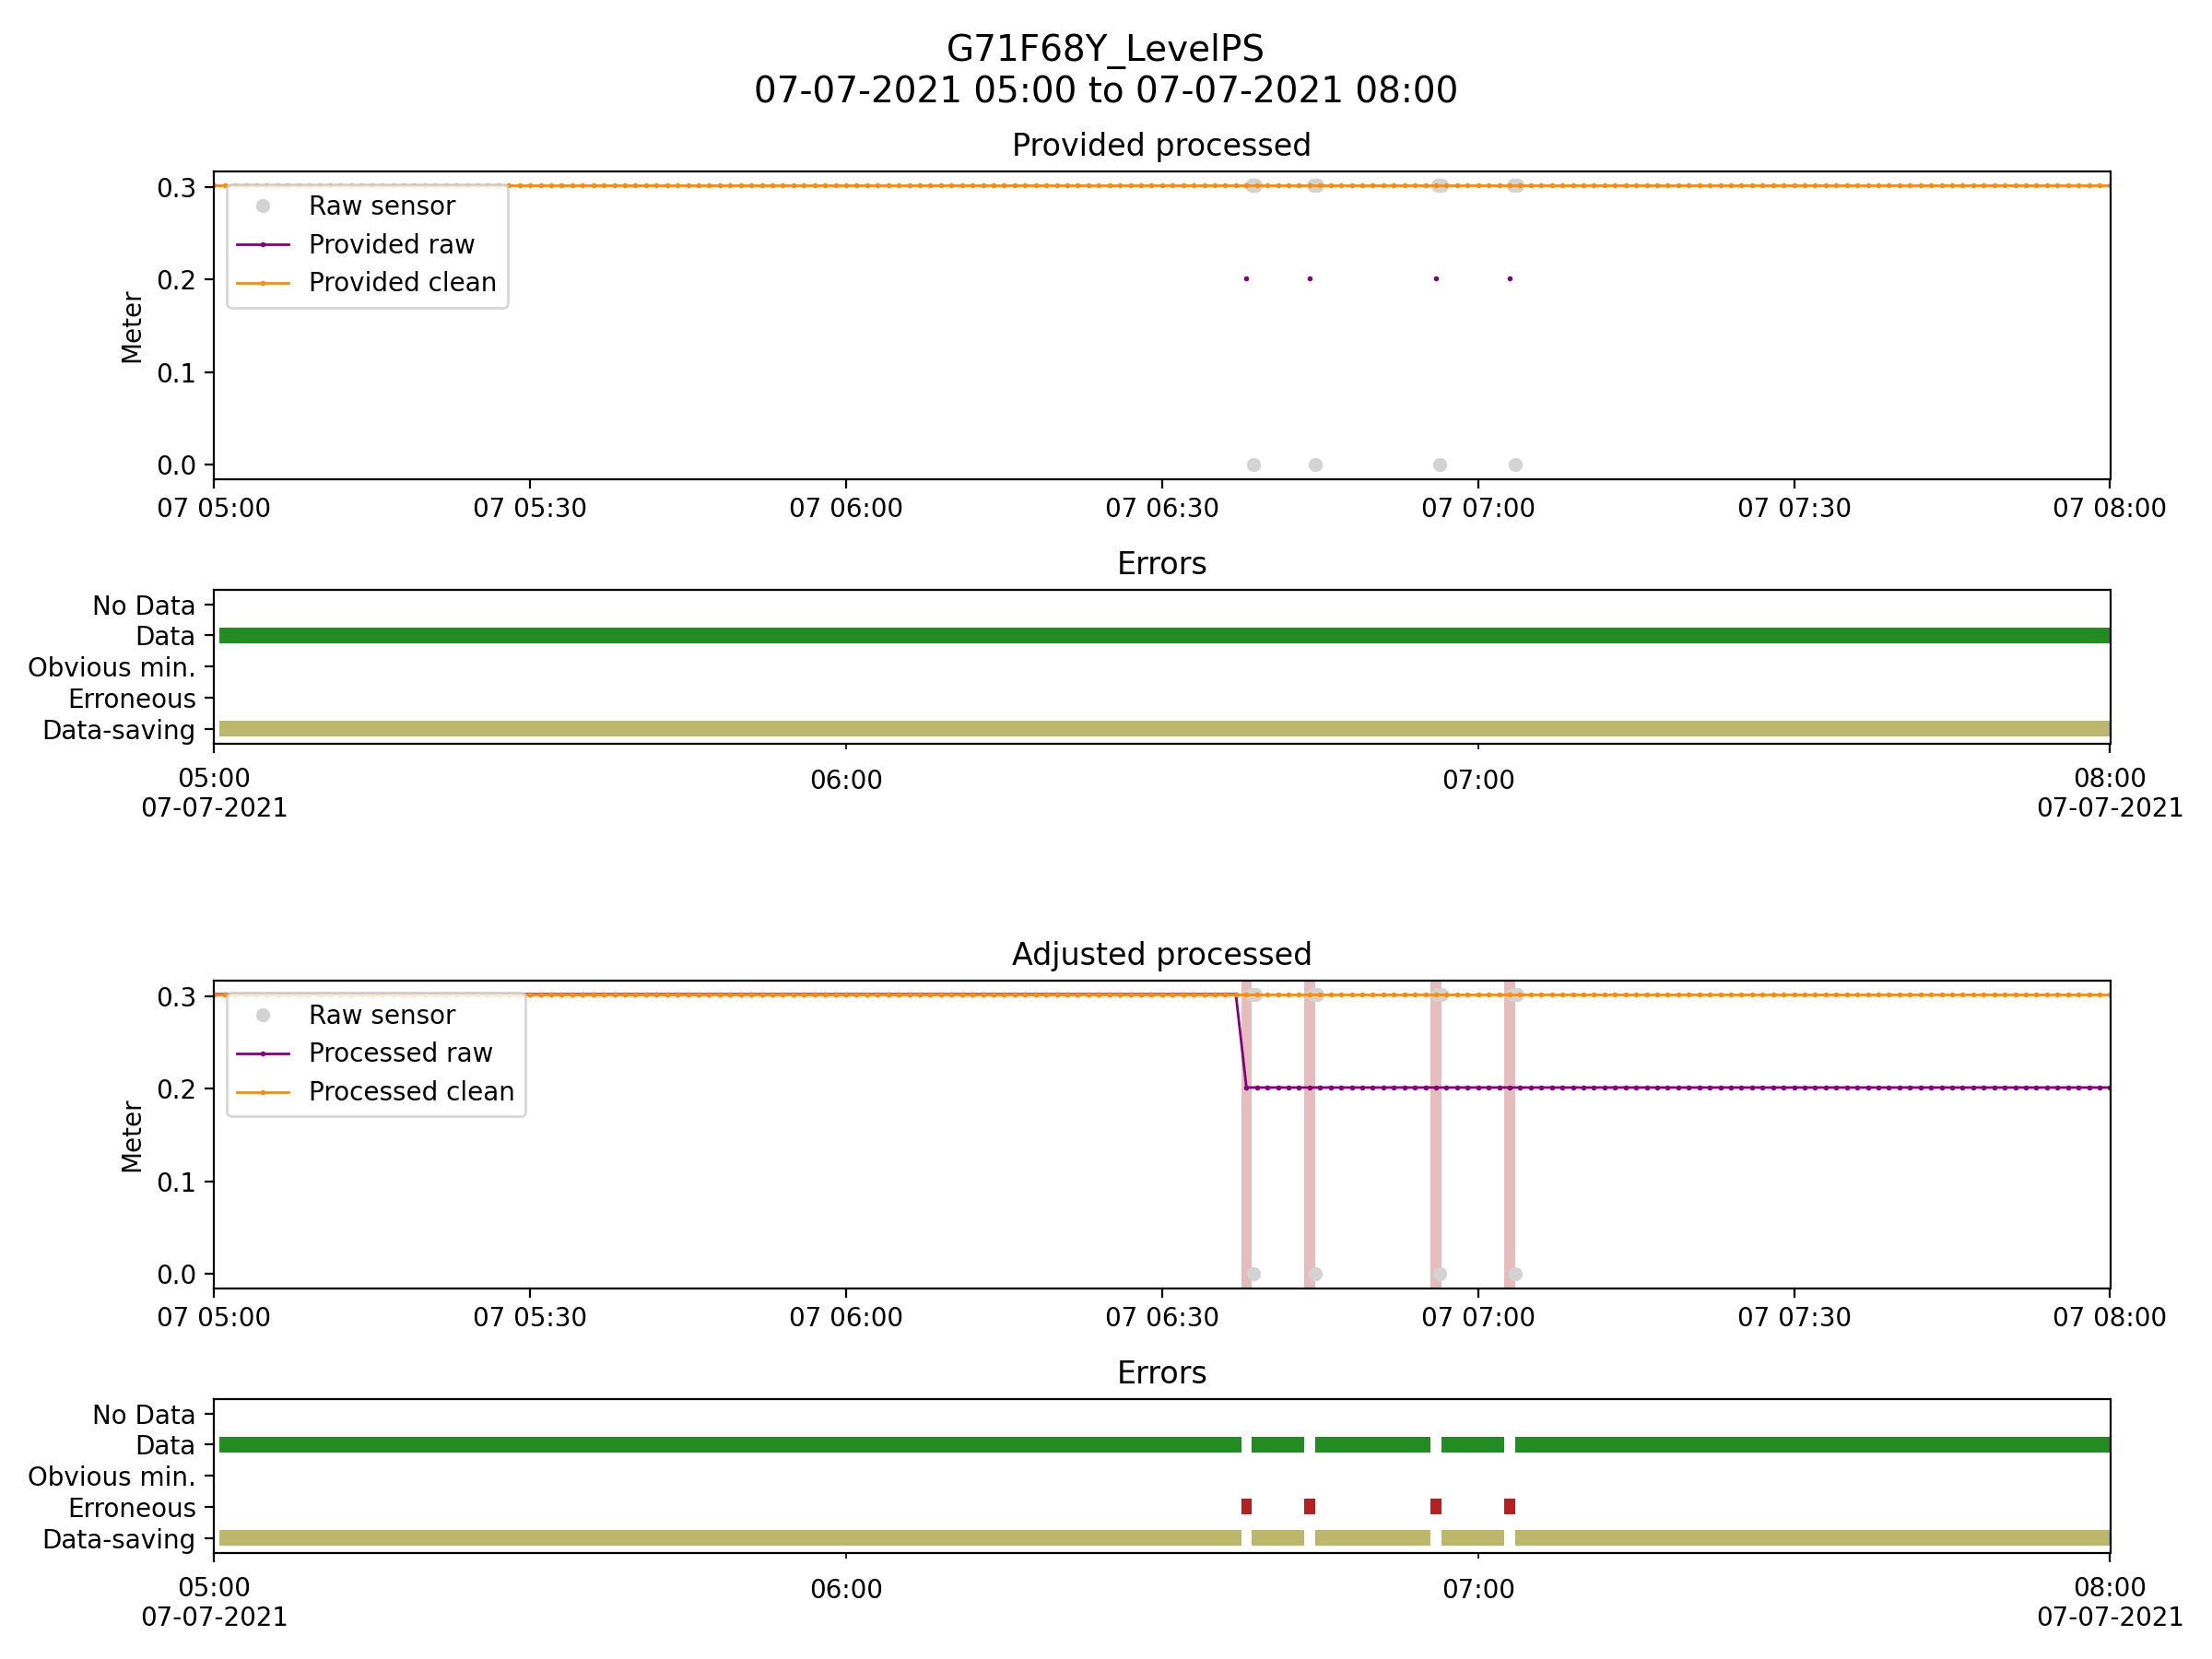 G71F68Y_LevelPS
07-07-2021 05:00 to 07-07-2021 08:00
Provided processed
Meter
0.3
0.2
0.1
0.0
Raw sensor
Provided raw
Provided clean
07 05:00 07 05:30 07 06:00 07 06:30 07 07:00 07 07:30 07 08:00
Errors
No Data
Data
Obvious min.
Erroneous
Data-saving
05:00 06:00 07:00 08:00
07-07-2021 07-07-2021
Adjusted processed
Meter
0.3
0.2
0.1
0.0
Raw sensor
Processed raw
Processed clean
07 05:00 07 05:30 07 06:00 07 06:30 07 07:00 07 07:30 07 08:00
Errors
No Data
Data
Obvious min.
Erroneous
Data-saving
05:00 06:00 07:00 08:00
07-07-2021 07-07-2021